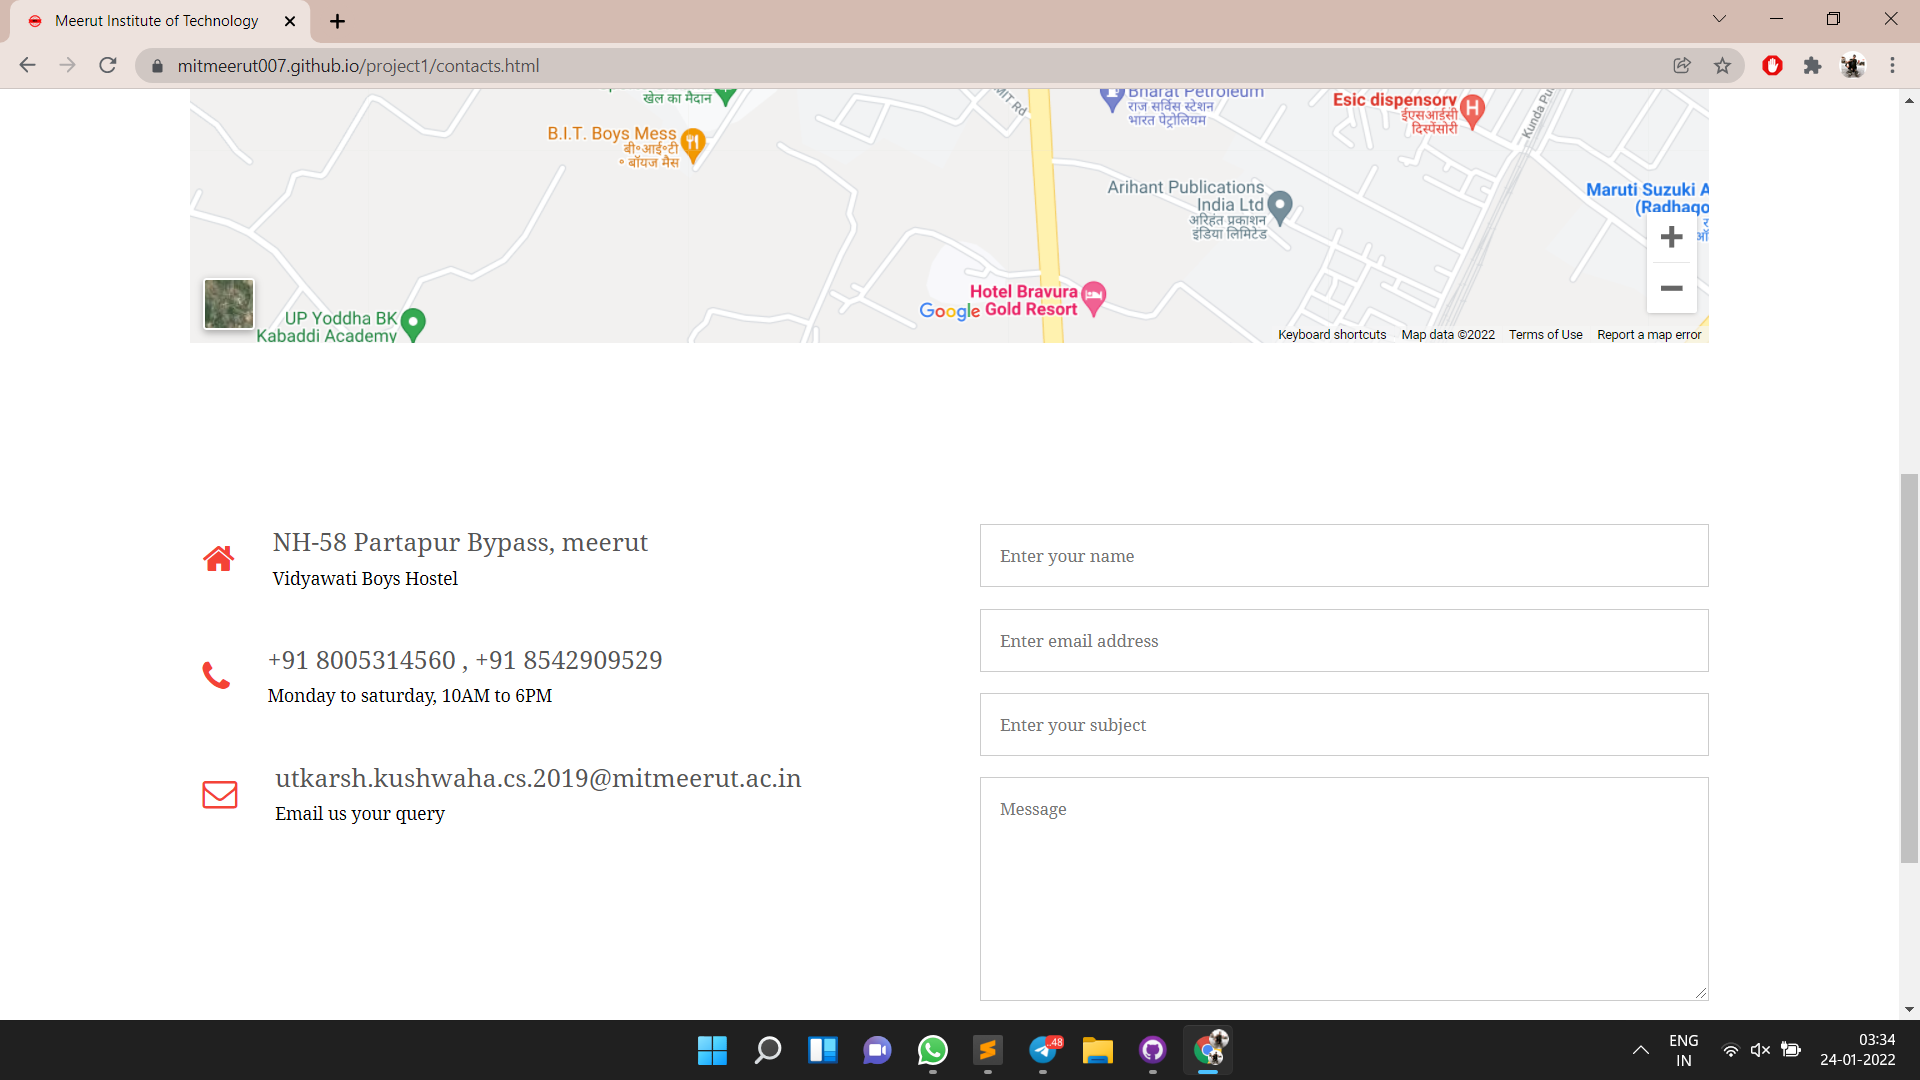 Meerut Institute of Technology
mitmeerut007.github.io/project1/contacts.html
खेल का मैदान
MIT Rd
Bharat Petroleum
राज सर्विस स्टेशन
भारत पेट्रोलियम
Esic dispensory
ईएसआईसी
दिस्पेंसोरी
B.I.T. Boys Mess
बी०आई०टी
० बॉयज मैस
Arihant Publications
India Ltd
अरिहंत प्रकाशन
इंडिया लिमिटेड
Maruti Suzuki A
(Radhago
Hotel Bravura
Gold Resort
Google
UP Yoddha BK
Kabaddi Academy
Keyboard shortcuts Map data ©2022 Terms of Use Report a map error
NH-58 Partapur Bypass, meerut
Vidyawati Boys Hostel
+91 8005314560 , +91 8542909529
Monday to saturday, 10AM to 6PM
utkarsh.kushwaha.cs.2019@mitmeerut.ac.in
Email us your query
Enter your name
Enter email address
Enter your subject
Message
48
ENG
IN
03:34
24-01-2022